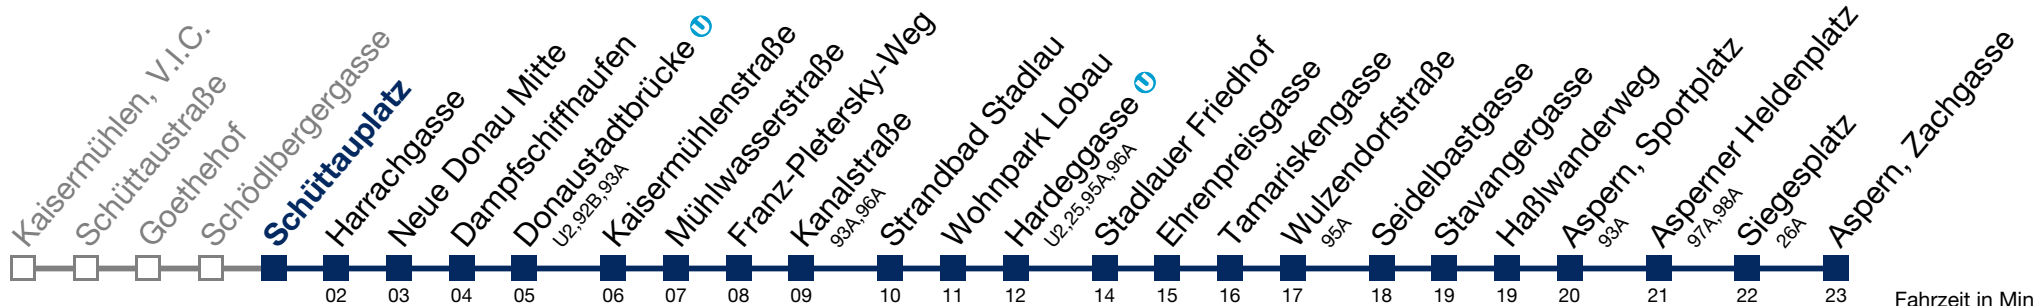 Kaisermühlen, V.I.C.
Schüttaustraße
Goethehof
Schödlbergergasse
Schüttauplatz
Harrachgasse
02
Neue Donau Mitte
03
Dampfschiffhaufen
04
Donaustadtbrücke U
U2,92B,93A
05
Kaisermühlenstraße
06
Mühlwasserstraße
07
Franz-Pletersky-Weg
08
Kanalstraße
93A,96A
09
Strandbad Stadlau
10
Wohnpark Lobau
11
Hardeggasse U
U2,25,95A,96A
12
Stadlauer Friedhof
14
Ehrenpreisgasse
15
Tamariskengasse
16
Wulzendorfstraße
95A
17
Seidelbastgasse
18
Stavangergasse
19
Haßlwanderweg
19
Aspern, Sportplatz
93A
20
Asperner Heldenplatz
97A,98A
21
Siegesplatz
26A
22
Aspern, Zachgasse
23
Fahrzeit in Min